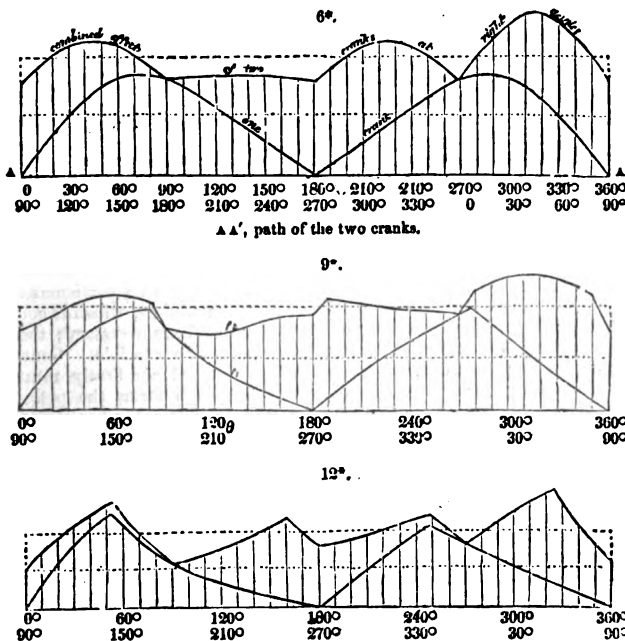 6*.
combined effect of two cranks at right angles
one crank
▲ ▲
0 30° 60° 90° 120° 150° 180° 210° 210° 270° 300° 330° 360°
90° 120° 150° 180° 210° 240° 270° 300° 330° 0 30° 60° 90°
▲▲′, path of the two cranks.
9*.
0° 60° 120° θ 180° 240° 300° 360°
90° 150° 210 270° 330° 30° 90°
12*.
0° 60° 120° 180° 240° 300° 360°
90° 150° 210° 270° 330° 30° 90°